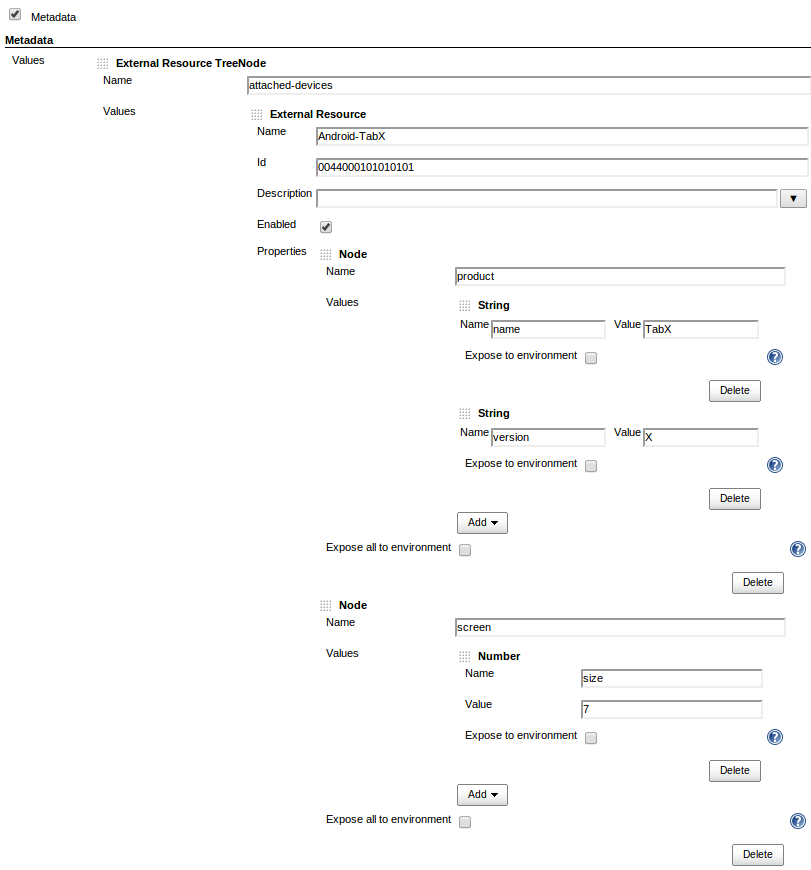 Metadata
Metadata
Values
External Resource TreeNode
Name attached-devices
Values
External Resource
Name Android-TabX
Id 0044000101010101
Description ▼
Enabled
Properties
Node
Name product
Values
String
Name name Value TabX
Expose to environment ?
Delete
String
Name version Value X
Expose to environment ?
Delete
Add
Expose all to environment ?
Delete
Node
Name screen
Values
Number
Name size
Value 7
Expose to environment ?
Delete
Add
Expose all to environment ?
Delete